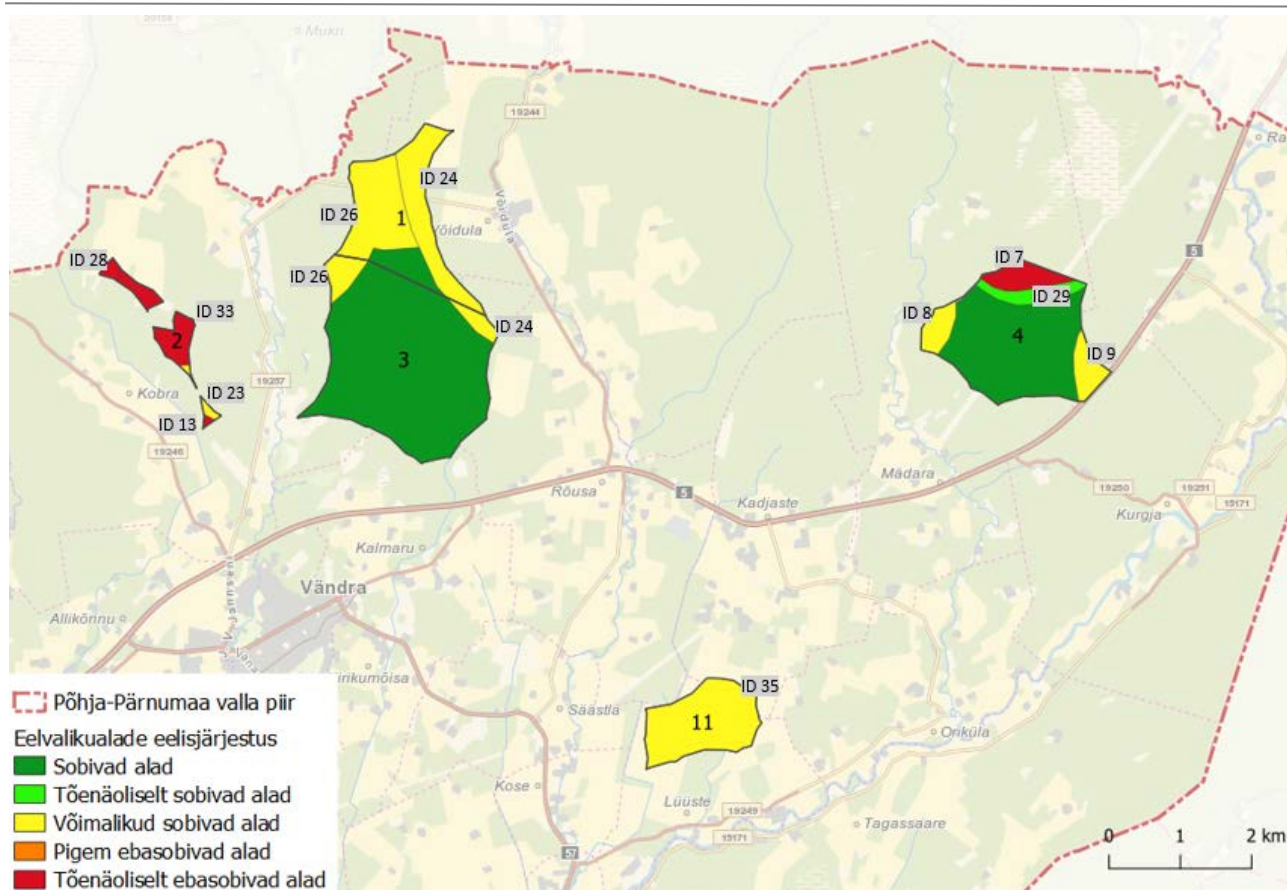 20158
Mukri
19244
ID 24
ID 26
1
Võidula
Võidula
Ra
5
ID 28
ID 26
ID 7
ID 33
ID 29
ID 8
2
ID 24
3
4
ID 9
19257
Kobra
ID 23
ID 13
19246
Mädara
Rõusa
5
Kadjaste
19250
19251
15171
Kurgja
Kalmaru
Vändra
Allikõnnu
ID 35
11
Säästla
Oriküla
Kose
Lüüste
19249
15171
Tagassaare
57
Põhja-Pärnumaa valla piir
Eelvalikualade eelisjärjestus
Sobivad alad
Tõenäoliselt sobivad alad
Võimalikud sobivad alad
Pigem ebasobivad alad
Tõenäoliselt ebasobivad alad
0 1 2 km